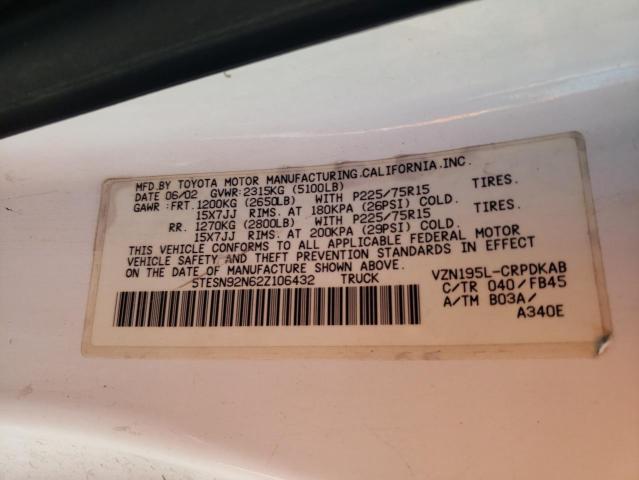 MFD.BY TOYOTA MOTOR MANUFACTURING.CALIFORNIA.INC.
DATE 06/02 GVWR:2315KG (5100LB)
GAWR:FRT.1200KG (2650LB) WITH P225/75R15 TIRES.
15X7JJ RIMS. AT 180KPA (26PSI) COLD.
RR. 1270KG (2800LB) WITH P225/75R15 TIRES.
15X7JJ RIMS. AT 200KPA (29PSI) COLD.
THIS VEHICLE CONFORMS TO ALL APPLICABLE FEDERAL MOTOR
VEHICLE SAFETY AND THEFT PREVENTION STANDARDS IN EFFECT
ON THE DATE OF MANUFACTURE SHOWN ABOVE.
5TESN92N62Z106432 TRUCK VZN195L-CRPDKAB
C/TR 040/FB45
A/TM B03A/
A340E